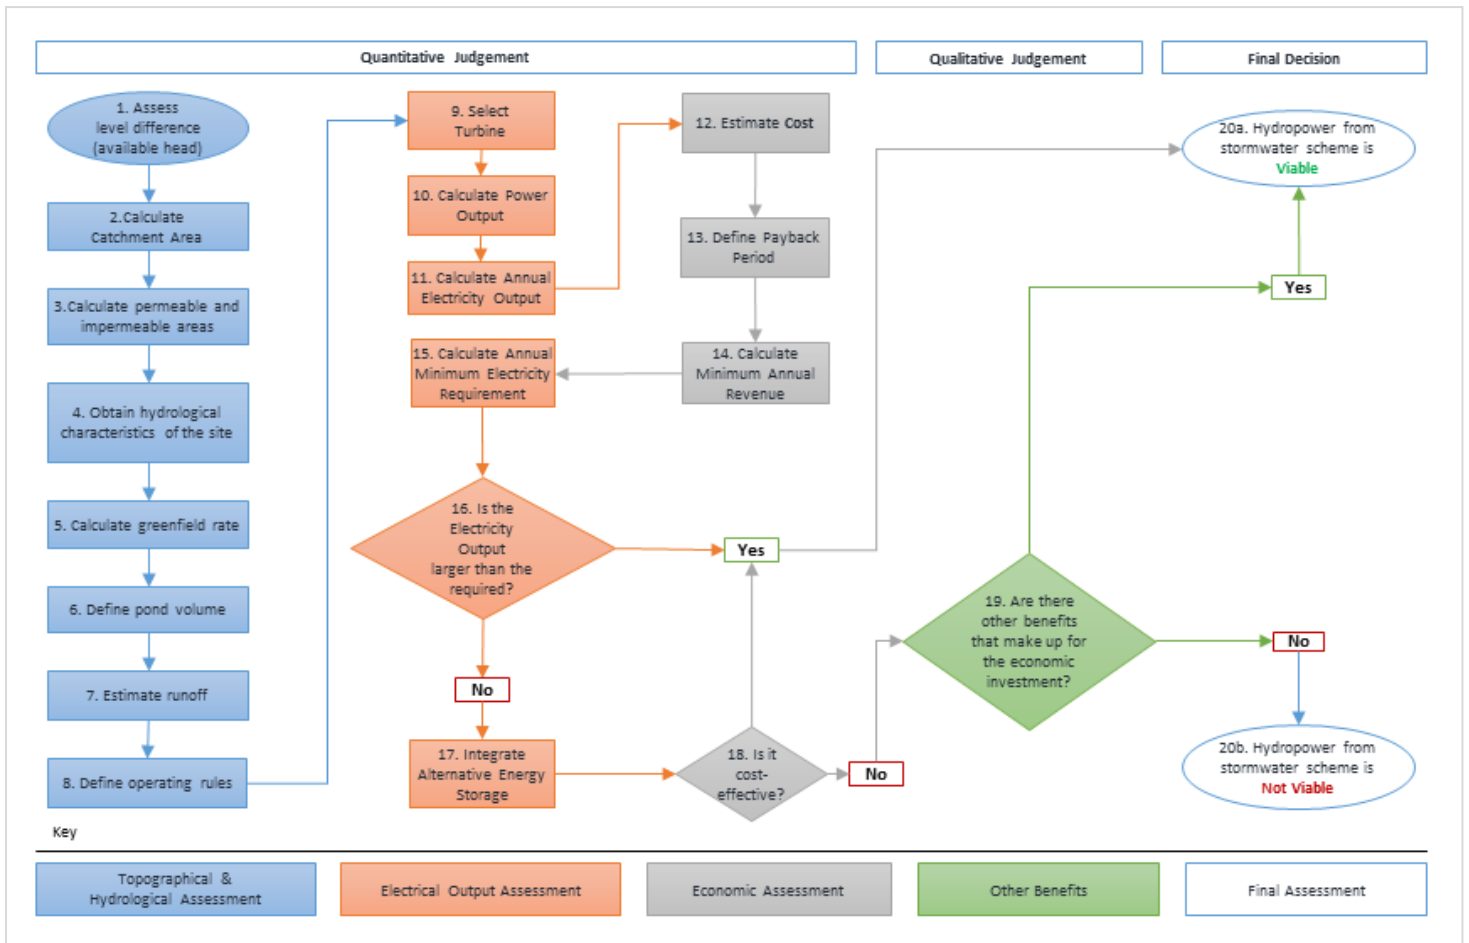 Quantitative Judgement
Qualitative Judgement
Final Decision
1. Assess
level difference
(available head)
2.Calculate
Catchment Area
3.Calculate permeable and
impermeable areas
4. Obtain hydrological
characteristics of the site
5. Calculate greenfield rate
6. Define pond volume
7. Estimate runoff
8. Define operating rules
9. Select
Turbine
10. Calculate Power
Output
11. Calculate Annual
Electricity Output
12. Estimate Cost
13. Define Payback
Period
14. Calculate
Minimum Annual
Revenue
15. Calculate Annual
Minimum Electricity
Requirement
16. Is the
Electricity
Output
larger than the
required?
Yes
No
17. Integrate
Alternative Energy
Storage
18. Is it
cost-
effective?
No
19. Are there
other benefits
that make up for
the economic
investment?
Yes
No
20a. Hydropower from
stormwater scheme is
Viable
20b. Hydropower from
stormwater scheme is
Not Viable
Key
Topographical &
Hydrological Assessment
Electrical Output Assessment
Economic Assessment
Other Benefits
Final Assessment